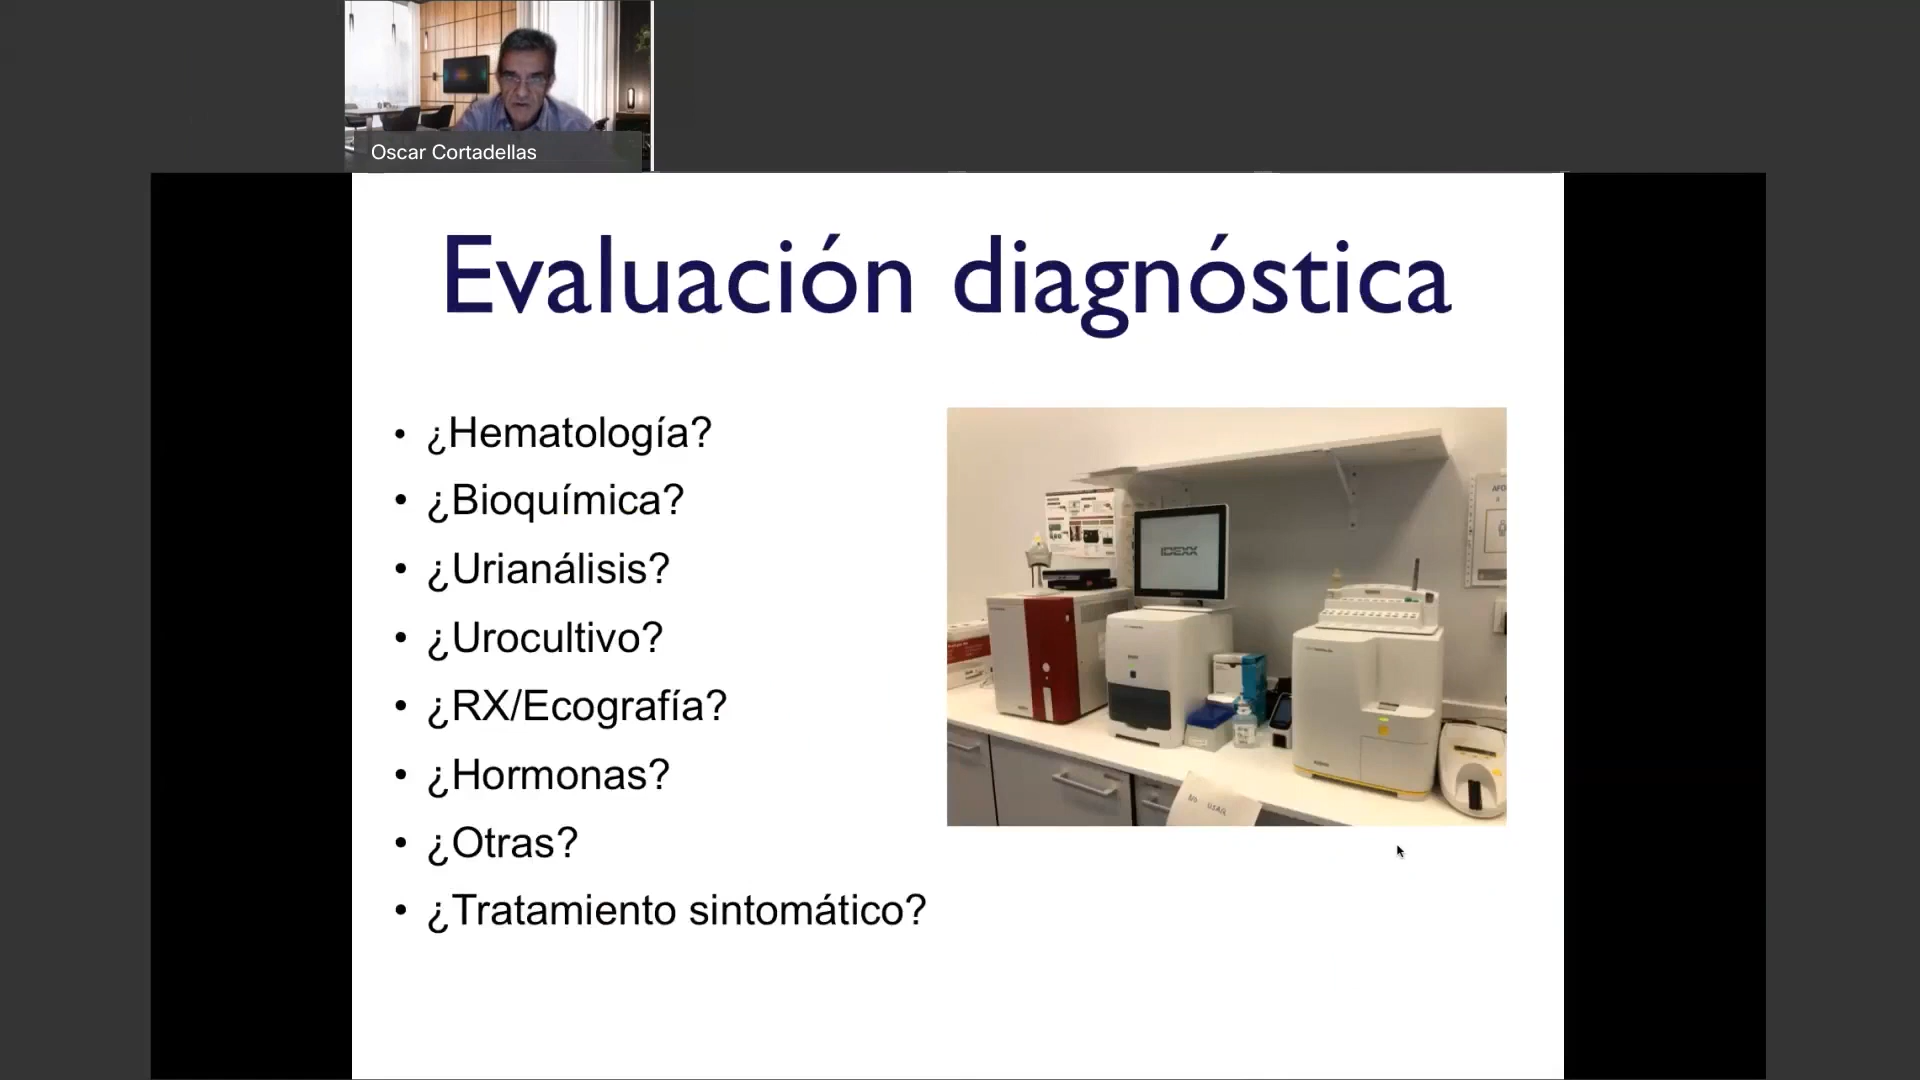 Oscar Cortadellas
Evaluación diagnóstica
• ¿Hematología?
• ¿Bioquímica?
• ¿Urianálisis?
• ¿Urocultivo?
• ¿RX/Ecografía?
• ¿Hormonas?
• ¿Otras?
• ¿Tratamiento sintomático?
IDEXX